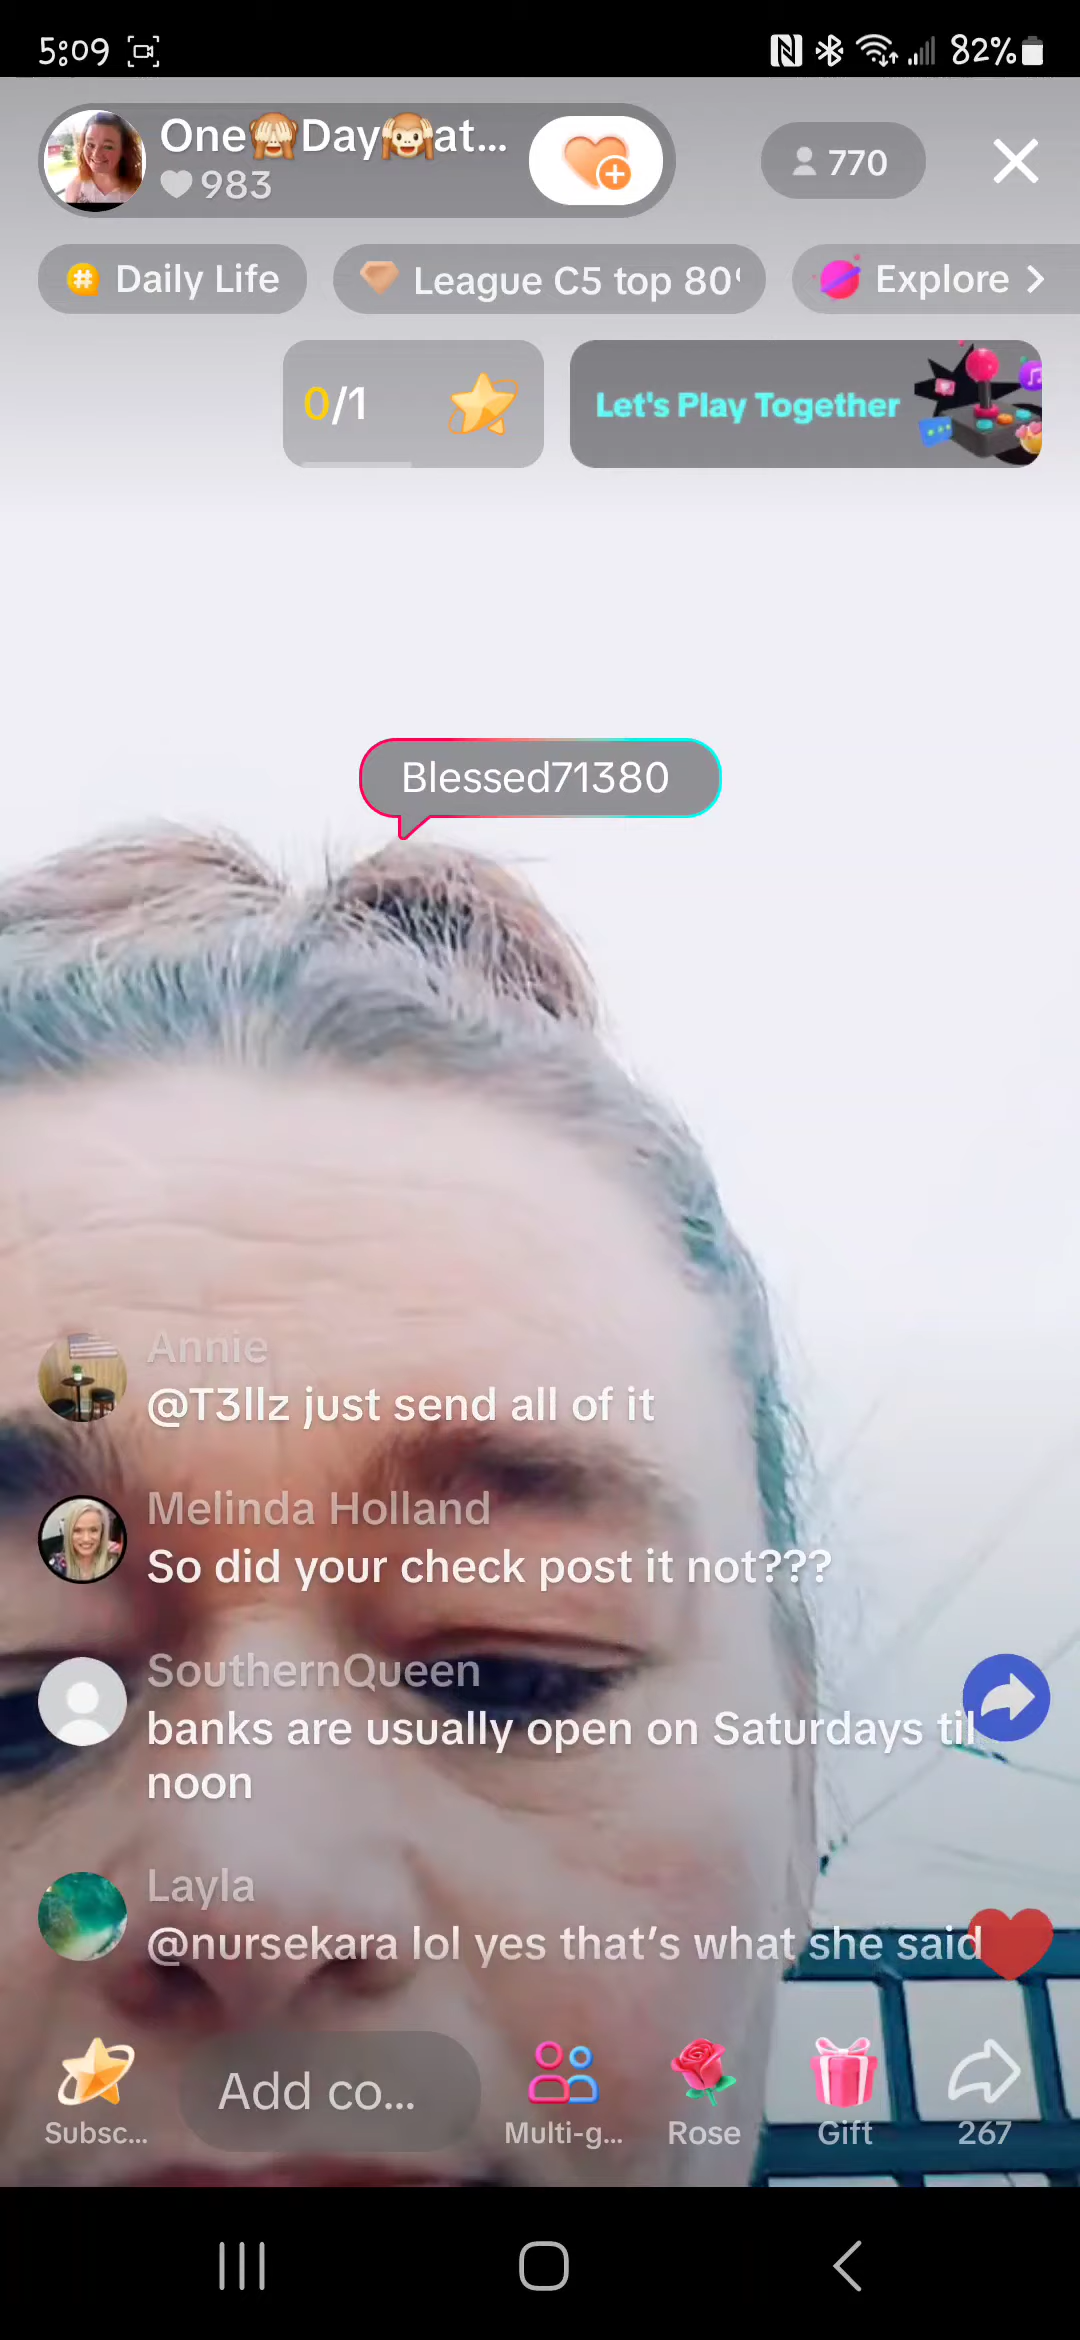 5:09 82%
One🙈Day🙉at...
983
770
# Daily Life
League C5 top 80
Explore
0/1
Let's Play Together
Blessed71380
Annie
@T3llz just send all of it
Melinda Holland
So did your check post it not???
SouthernQueen
banks are usually open on Saturdays til
noon
Layla
@nursekara lol yes that’s what she said
Add co...
Subsc... Multi-g... Rose Gift 267